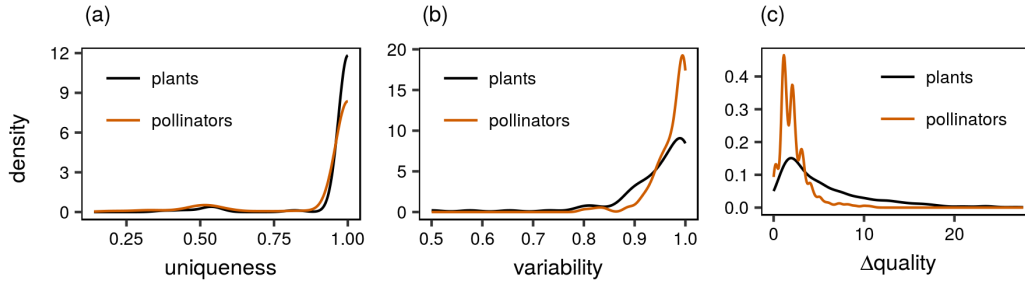 (a)
density
12
9
6
3
0
plants
pollinators
0.25 0.50 0.75 1.00
uniqueness
(b)
20
15
10
5
0
plants
pollinators
0.5 0.6 0.7 0.8 0.9 1.0
variability
(c)
0.4
0.3
0.2
0.1
0.0
plants
pollinators
0 10 20
Δquality